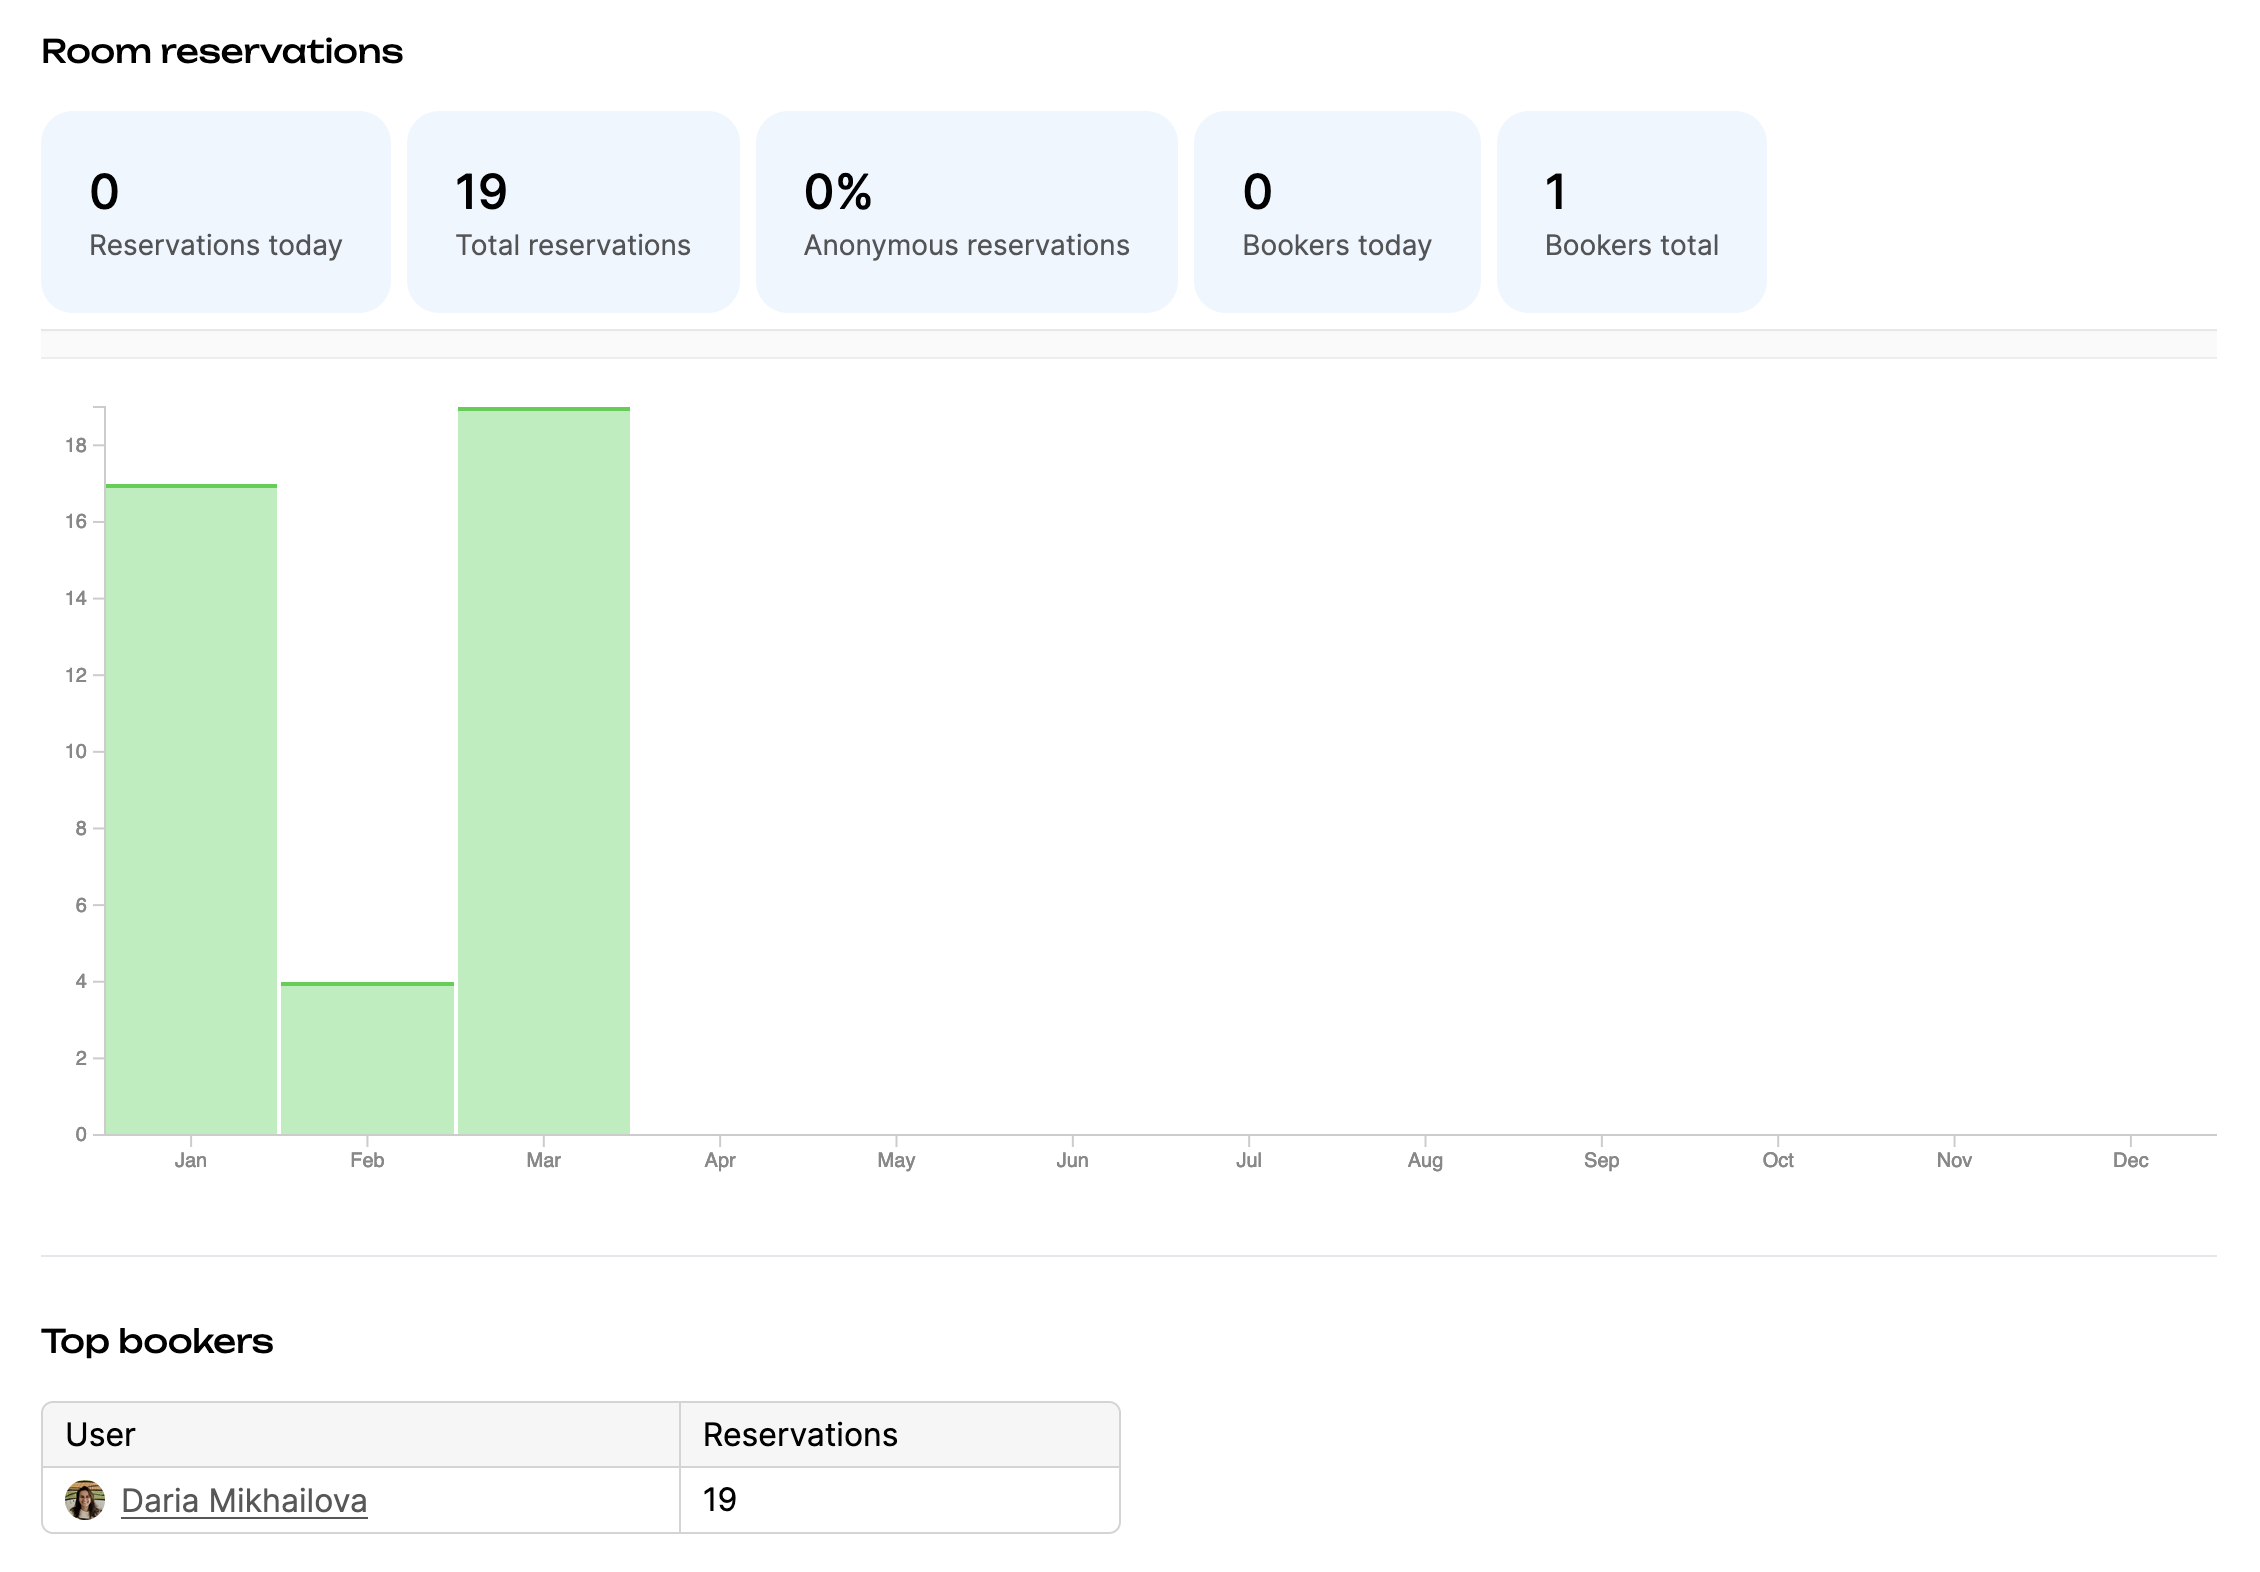 Room reservations
0
Reservations today
19
Total reservations
0%
Anonymous reservations
0
Bookers today
1
Bookers total
18
16
14
12
10
8
6
4
2
0
Jan Feb Mar Apr May Jun Jul Aug Sep Oct Nov Dec
Top bookers
User Reservations
Daria Mikhailova 19